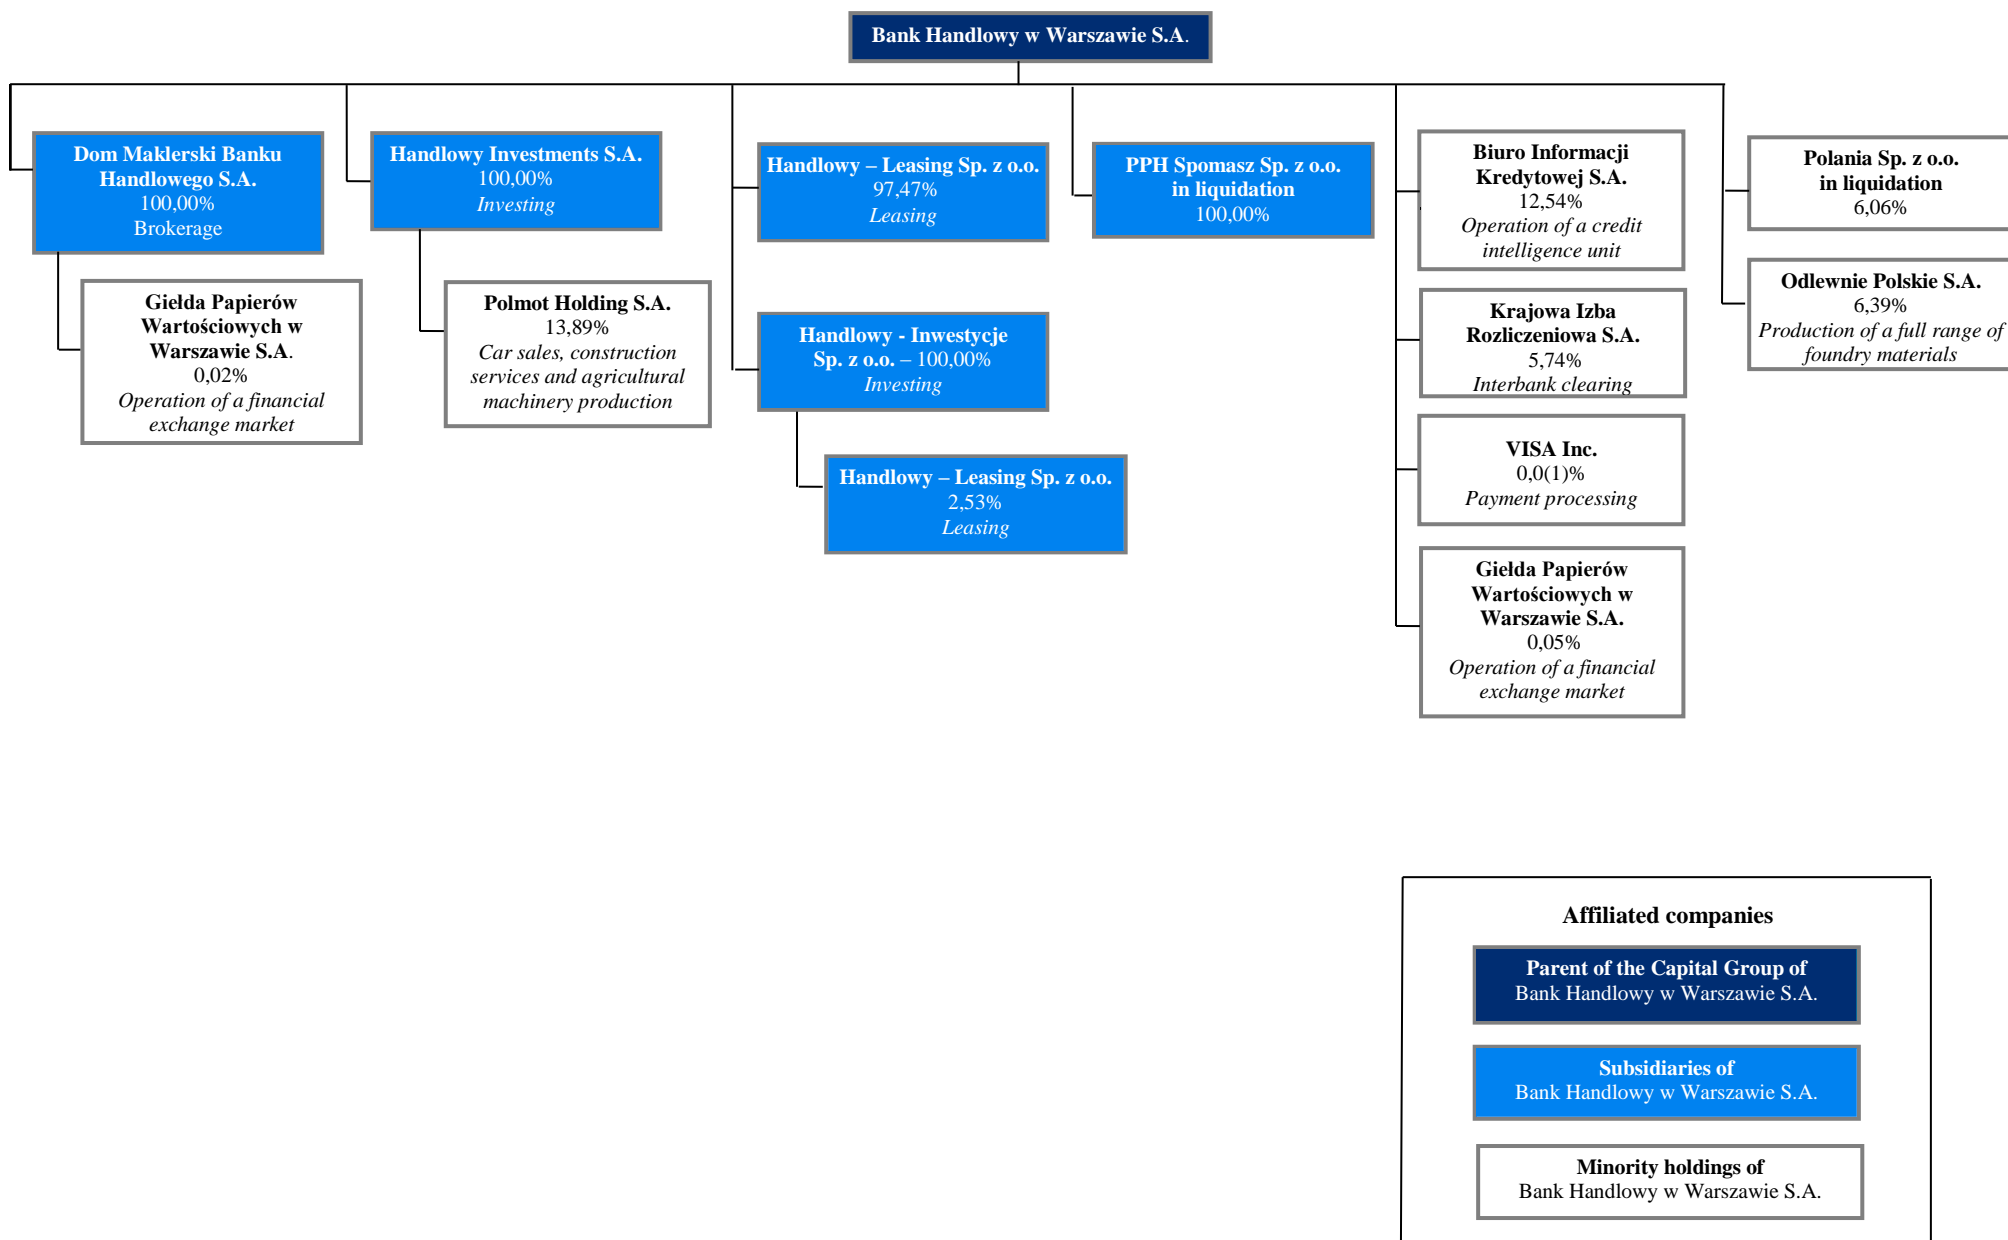 Bank Handlowy w Warszawie S.A.
Dom Maklerski Banku
Handlowego S.A.
100,00%
Brokerage
Giełda Papierów
Wartościowych w
Warszawie S.A.
0,02%
Operation of a financial
exchange market
Handlowy Investments S.A.
100,00%
Investing
Polmot Holding S.A.
13,89%
Car sales, construction
services and agricultural
machinery production
Handlowy – Leasing Sp. z o.o.
97,47%
Leasing
Handlowy - Inwestycje
Sp. z o.o. – 100,00%
Investing
Handlowy – Leasing Sp. z o.o.
2,53%
Leasing
PPH Spomasz Sp. z o.o.
in liquidation
100,00%
Biuro Informacji
Kredytowej S.A.
12,54%
Operation of a credit
intelligence unit
Krajowa Izba
Rozliczeniowa S.A.
5,74%
Interbank clearing
VISA Inc.
0,0(1)%
Payment processing
Giełda Papierów
Wartościowych w
Warszawie S.A.
0,05%
Operation of a financial
exchange market
Polania Sp. z o.o.
in liquidation
6,06%
Odlewnie Polskie S.A.
6,39%
Production of a full range of
foundry materials
Affiliated companies
Parent of the Capital Group of
Bank Handlowy w Warszawie S.A.
Subsidiaries of
Bank Handlowy w Warszawie S.A.
Minority holdings of
Bank Handlowy w Warszawie S.A.